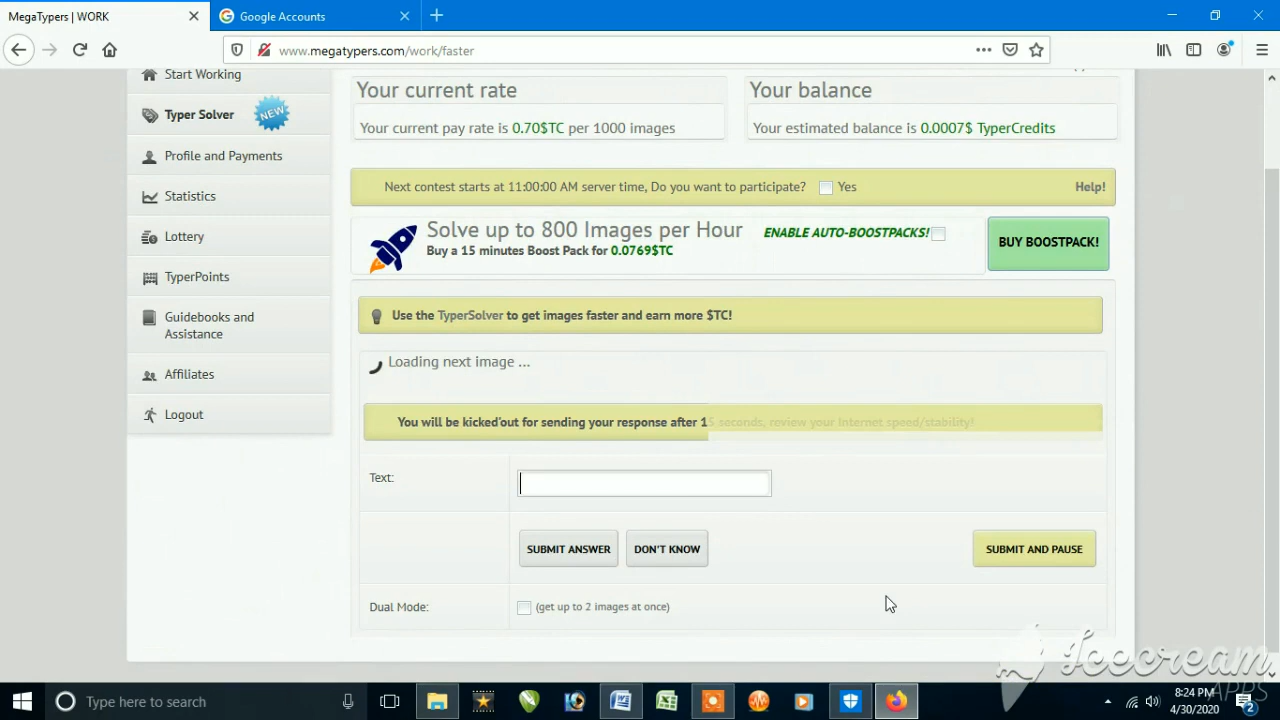 MegaTypers | WORK
Google Accounts
www.megatypers.com/work/faster
Start Working
Typer Solver
NEW
Profile and Payments
Statistics
Lottery
TyperPoints
Guidebooks and
Assistance
Affiliates
Logout
Your current rate
Your current pay rate is 0.70$TC per 1000 images
Your balance
Your estimated balance is 0.0007$ TyperCredits
Next contest starts at 11:00:00 AM server time, Do you want to participate? Yes Help!
Solve up to 800 Images per Hour
ENABLE AUTO-BOOSTPACKS!
Buy a 15 minutes Boost Pack for 0.0769$TC
BUY BOOSTPACK!
Use the TyperSolver to get images faster and earn more $TC!
Loading next image ...
You will be kicked'out for sending your response after 15 seconds, review your Internet speed/stability!
Text:
SUBMIT ANSWER
DON'T KNOW
SUBMIT AND PAUSE
Dual Mode:
(get up to 2 images at once)
Icecream
APPS
Type here to search
8:24 PM
4/30/2020
2